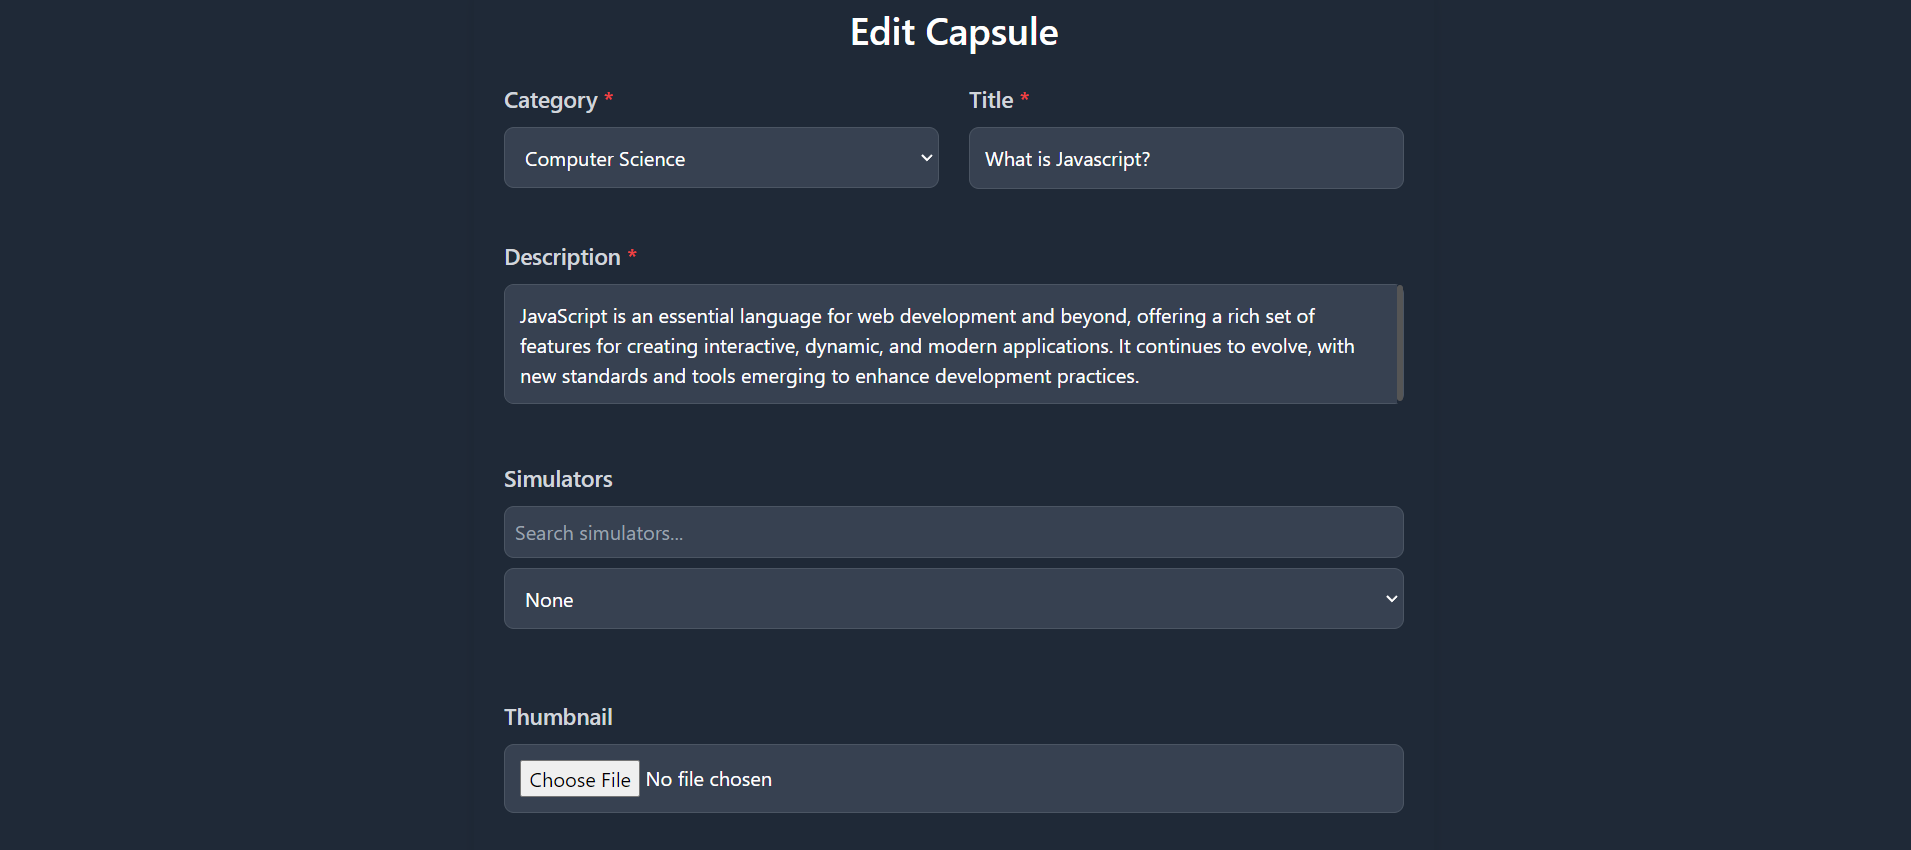 Edit Capsule
Category *
Title *
Computer Science
What is Javascript?
Description *
JavaScript is an essential language for web development and beyond, offering a rich set of
features for creating interactive, dynamic, and modern applications. It continues to evolve, with
new standards and tools emerging to enhance development practices.
Simulators
Search simulators...
None
Thumbnail
Choose File No file chosen